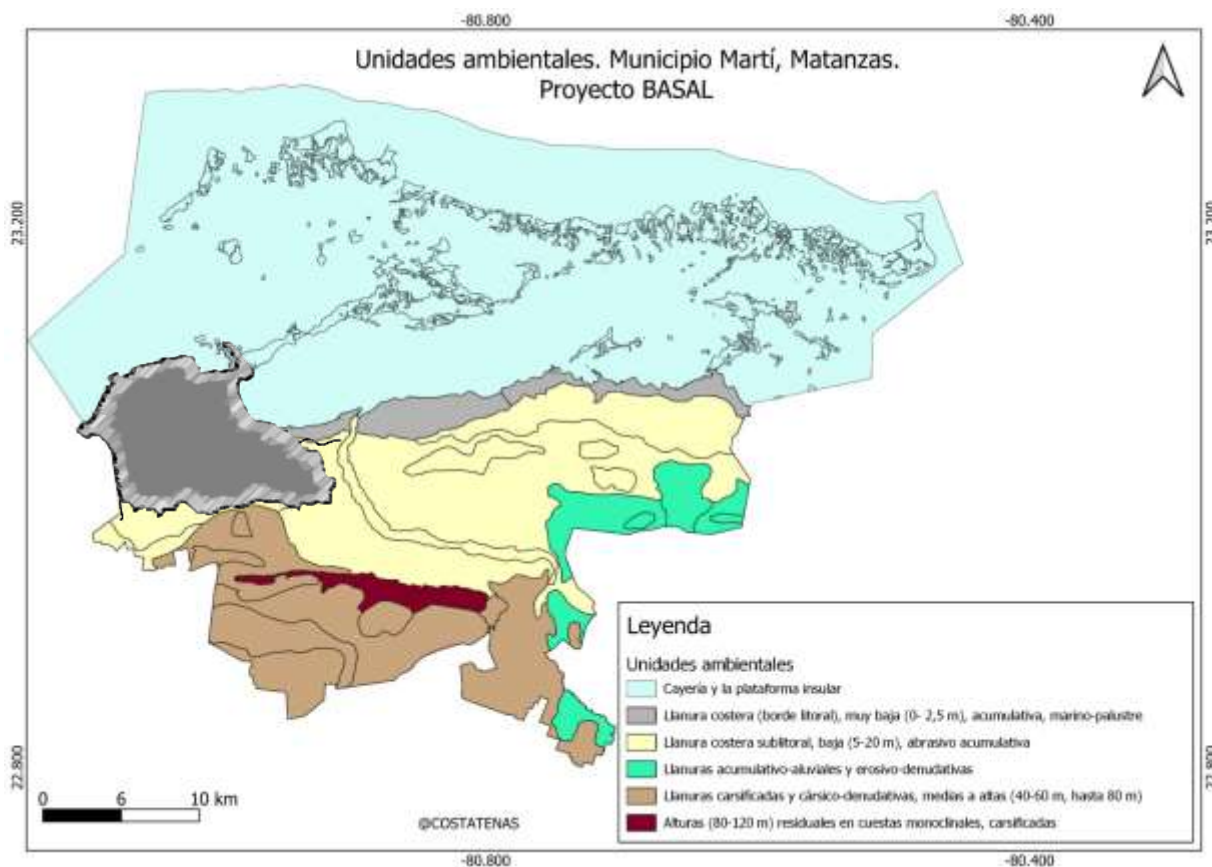 -80.800
-80.400
Unidades ambientales. Municipio Martí, Matanzas.
Proyecto BASAL
23.200
23.200
22.800
22.800
0 6 10 km
@COSTATENAS
Leyenda
Unidades ambientales
Cayería y la plataforma insular
Llanura costera (borde litoral), muy baja (0- 2,5 m), acumulativa, marino-palustre
Llanura costera sublitoral, baja (5-20 m), abrasivo acumulativa
Llanuras acumulativo-aluviales y erosivo-denudativas
Llanuras carsificadas y cársico-denudativas, medias a altas (40-60 m, hasta 80 m)
Alturas (80-120 m) residuales en cuestas monoclinales, carsificadas
-80.800
-80.400